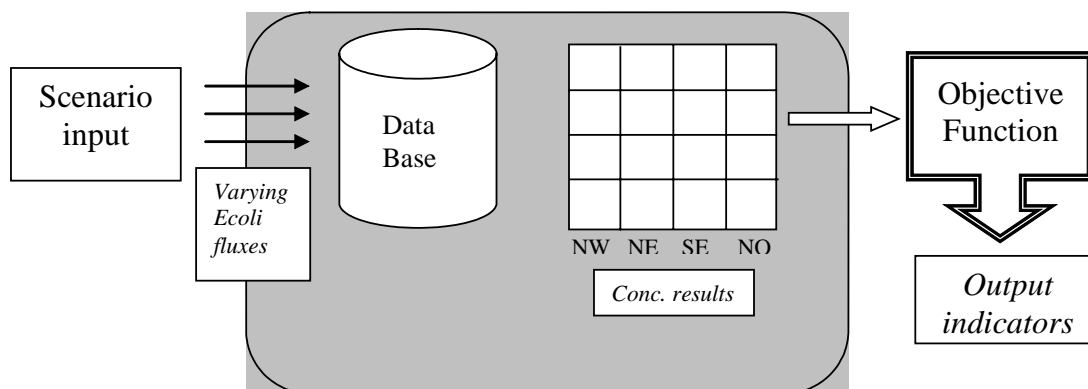 Scenario
input
Varying
Ecoli
fluxes
Data
Base
NW NE SE NO
Conc. results
Objective
Function
Output
indicators